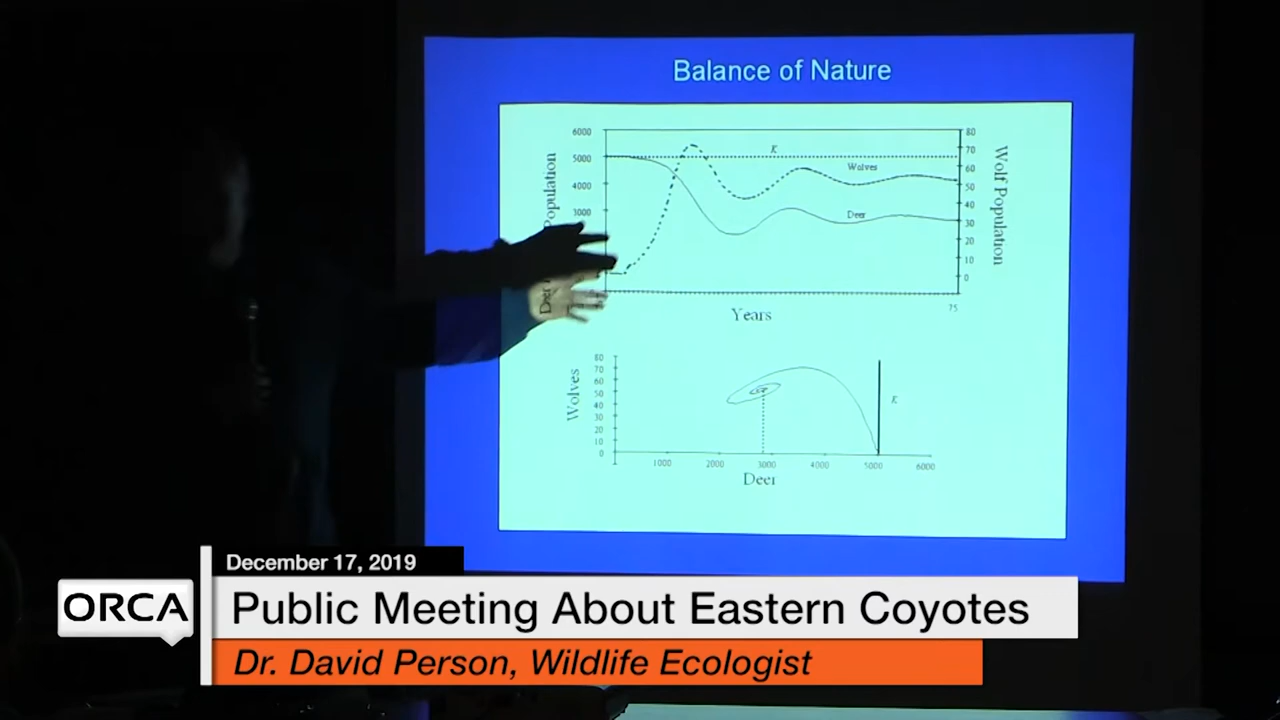 Balance of Nature
6000
5000
4000
3000
K
Wolves
Deer
80
70
60
50
40
30
20
10
0
Population
Wolf Population
Years
75
80
70
60
50
40
30
20
10
0
Wolves
K
1000 2000 3000 4000 5000 6000
Deer
December 17, 2019
ORCA
Public Meeting About Eastern Coyotes
Dr. David Person, Wildlife Ecologist